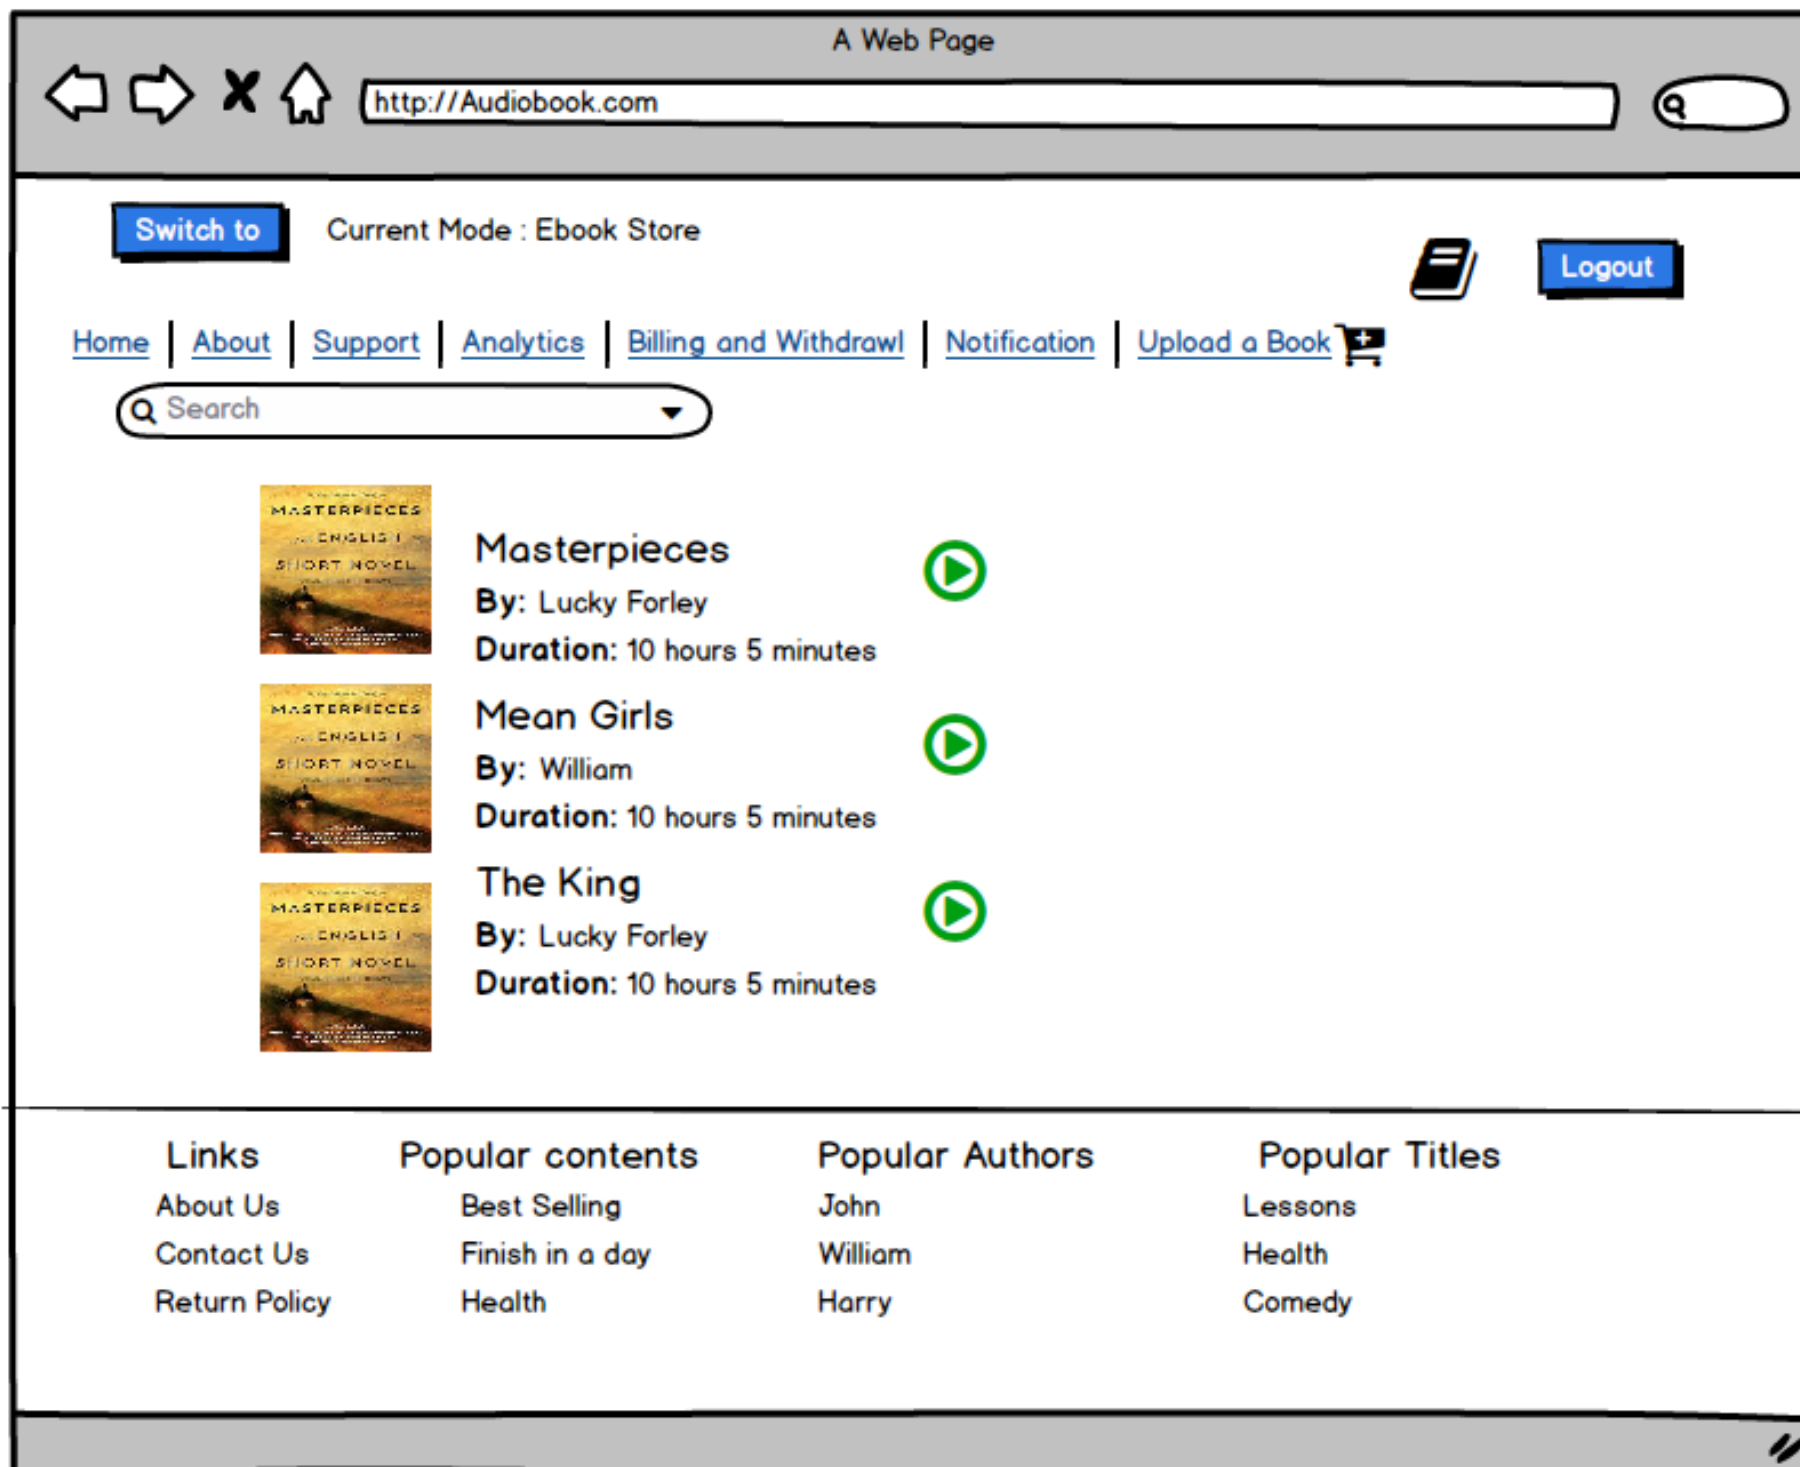 A Web Page
http://Audiobook.com
Switch to
Current Mode : Ebook Store
Logout
Home
About
Support
Analytics
Billing and Withdrawl
Notification
Upload a Book
Search
MASTERPIECES
ENGLISH
SHORT NOVEL
Masterpieces
By: Lucky Forley
Duration: 10 hours 5 minutes
MASTERPIECES
ENGLISH
SHORT NOVEL
Mean Girls
By: William
Duration: 10 hours 5 minutes
MASTERPIECES
ENGLISH
SHORT NOVEL
The King
By: Lucky Forley
Duration: 10 hours 5 minutes
Links
About Us
Contact Us
Return Policy
Popular contents
Best Selling
Finish in a day
Health
Popular Authors
John
William
Harry
Popular Titles
Lessons
Health
Comedy